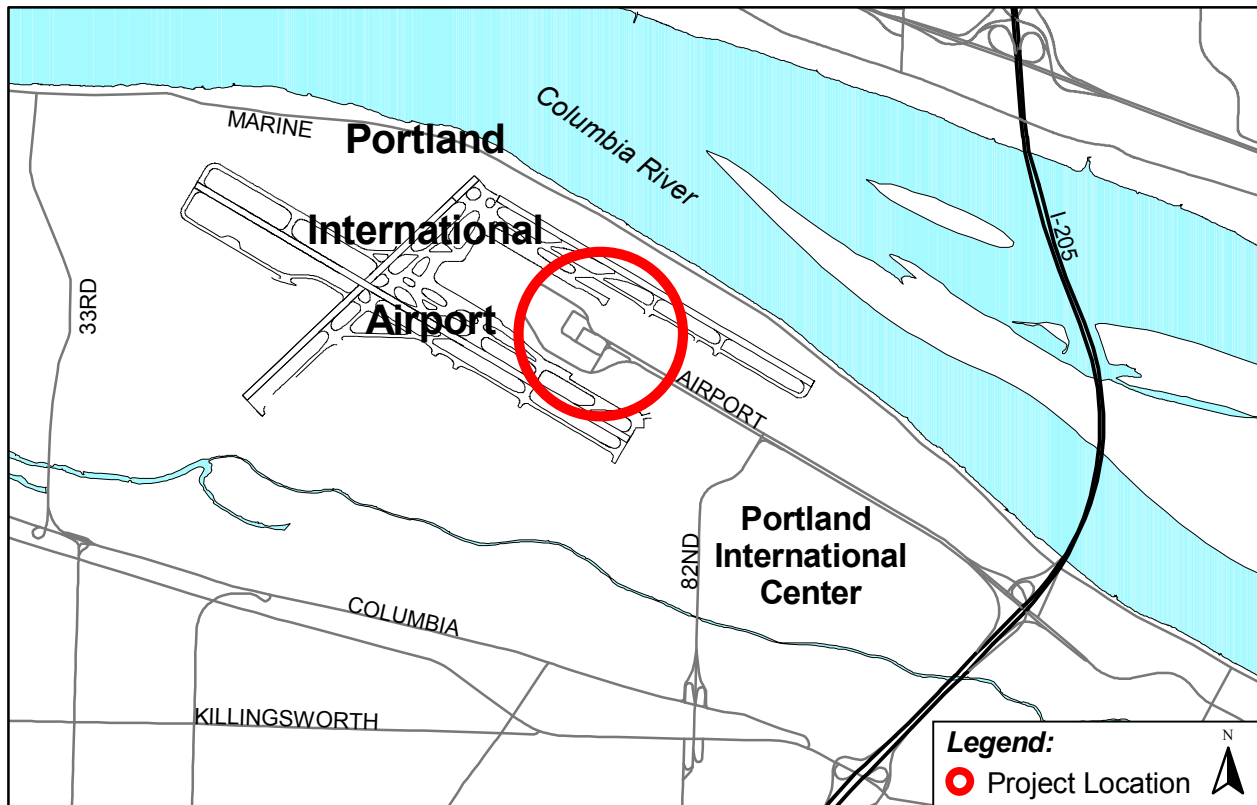 MARINE
Portland
International
Airport
Columbia River
I-205
33RD
AIRPORT
82ND
Portland
International
Center
COLUMBIA
KILLINGSWORTH
Legend:
Project Location
N